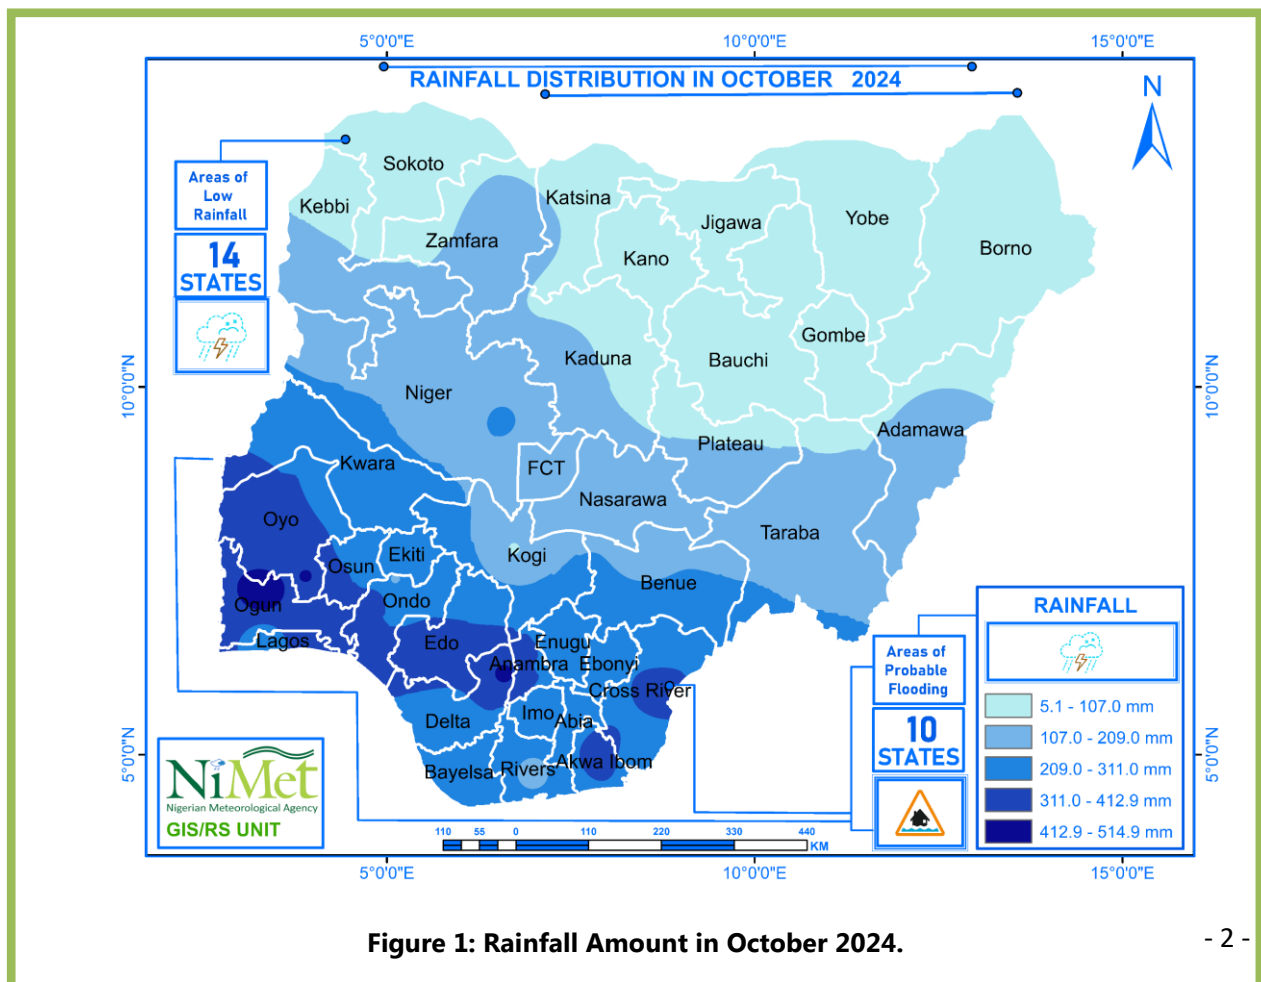 5°0'0"E 10°0'0"E 15°0'0"E
RAINFALL DISTRIBUTION IN OCTOBER 2024
N
Areas of
Low
Rainfall
14
STATES
Sokoto
Kebbi
Zamfara
Katsina
Kano
Jigawa
Yobe
Borno
Kaduna
Bauchi
Gombe
10°0'0"N
10°0'0"N
Niger
Plateau
Adamawa
Kwara
FCT
Nasarawa
Oyo
Taraba
Kogi
Ekiti
Osun
Benue
Ogun
Ondo
Lagos
Edo
Enugu
Anambra
Ebonyi
Cross River
Delta
Imo
Abia
Bayelsa
Rivers
Akwa Ibom
5°0'0"N
5°0'0"N
Areas of
Probable
Flooding
10
STATES
RAINFALL
5.1 - 107.0 mm
107.0 - 209.0 mm
209.0 - 311.0 mm
311.0 - 412.9 mm
412.9 - 514.9 mm
NiMet
Nigerian Meteorological Agency
GIS/RS UNIT
110 55 0 110 220 330 440
KM
5°0'0"E 10°0'0"E 15°0'0"E
Figure 1: Rainfall Amount in October 2024.
- 2 -